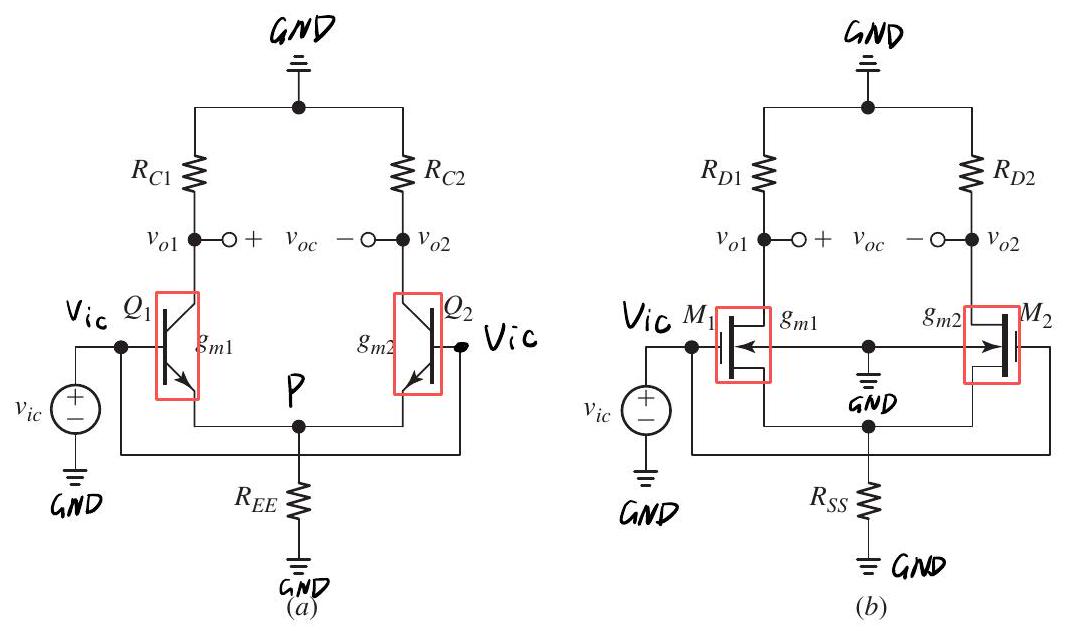 GND
R_{C1}
R_{C2}
v_{o1} + v_{oc} − v_{o2}
Vic Q_1
Q_2
g_{m1}
g_{m2}
Vic
P
v_{ic}
+
−
R_{EE}
GND
GND
(a)
GND
R_{D1}
R_{D2}
v_{o1} + v_{oc} − v_{o2}
Vic M_1
g_{m1}
g_{m2}
M_2
GND
v_{ic}
+
−
R_{SS}
GND
GND
(b)